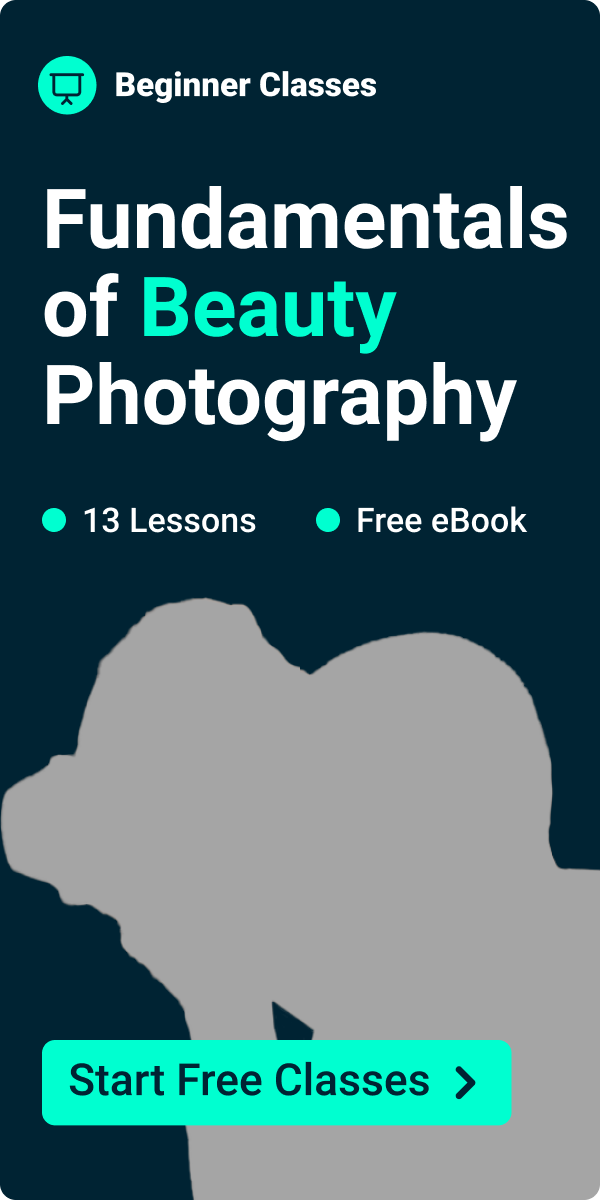 Beginner Classes
Fundamentals
of Beauty
Photography
13 Lessons
Free eBook
Start Free Classes